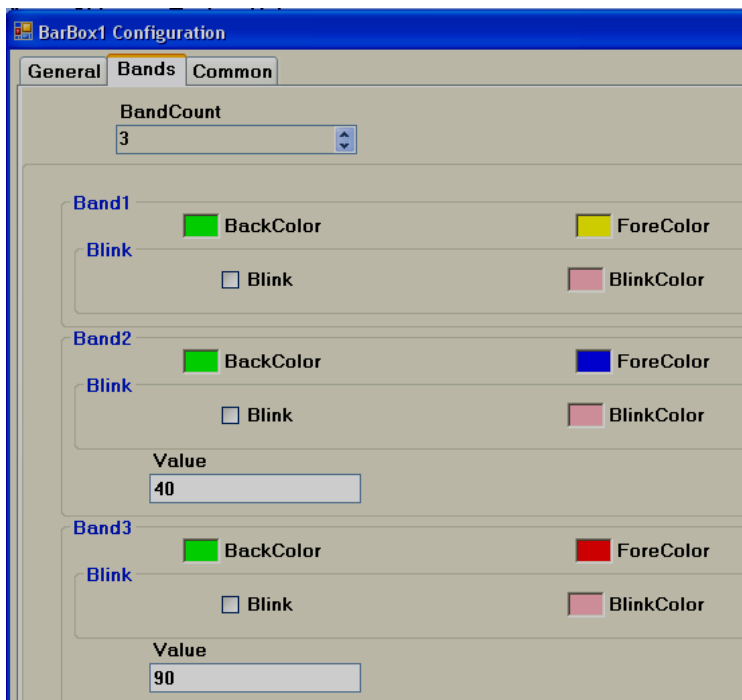 BarBox1 Configuration
General Bands Common
BandCount
3
Band1
BackColor ForeColor
Blink
Blink BlinkColor
Band2
BackColor ForeColor
Blink
Blink BlinkColor
Value
40
Band3
BackColor ForeColor
Blink
Blink BlinkColor
Value
90